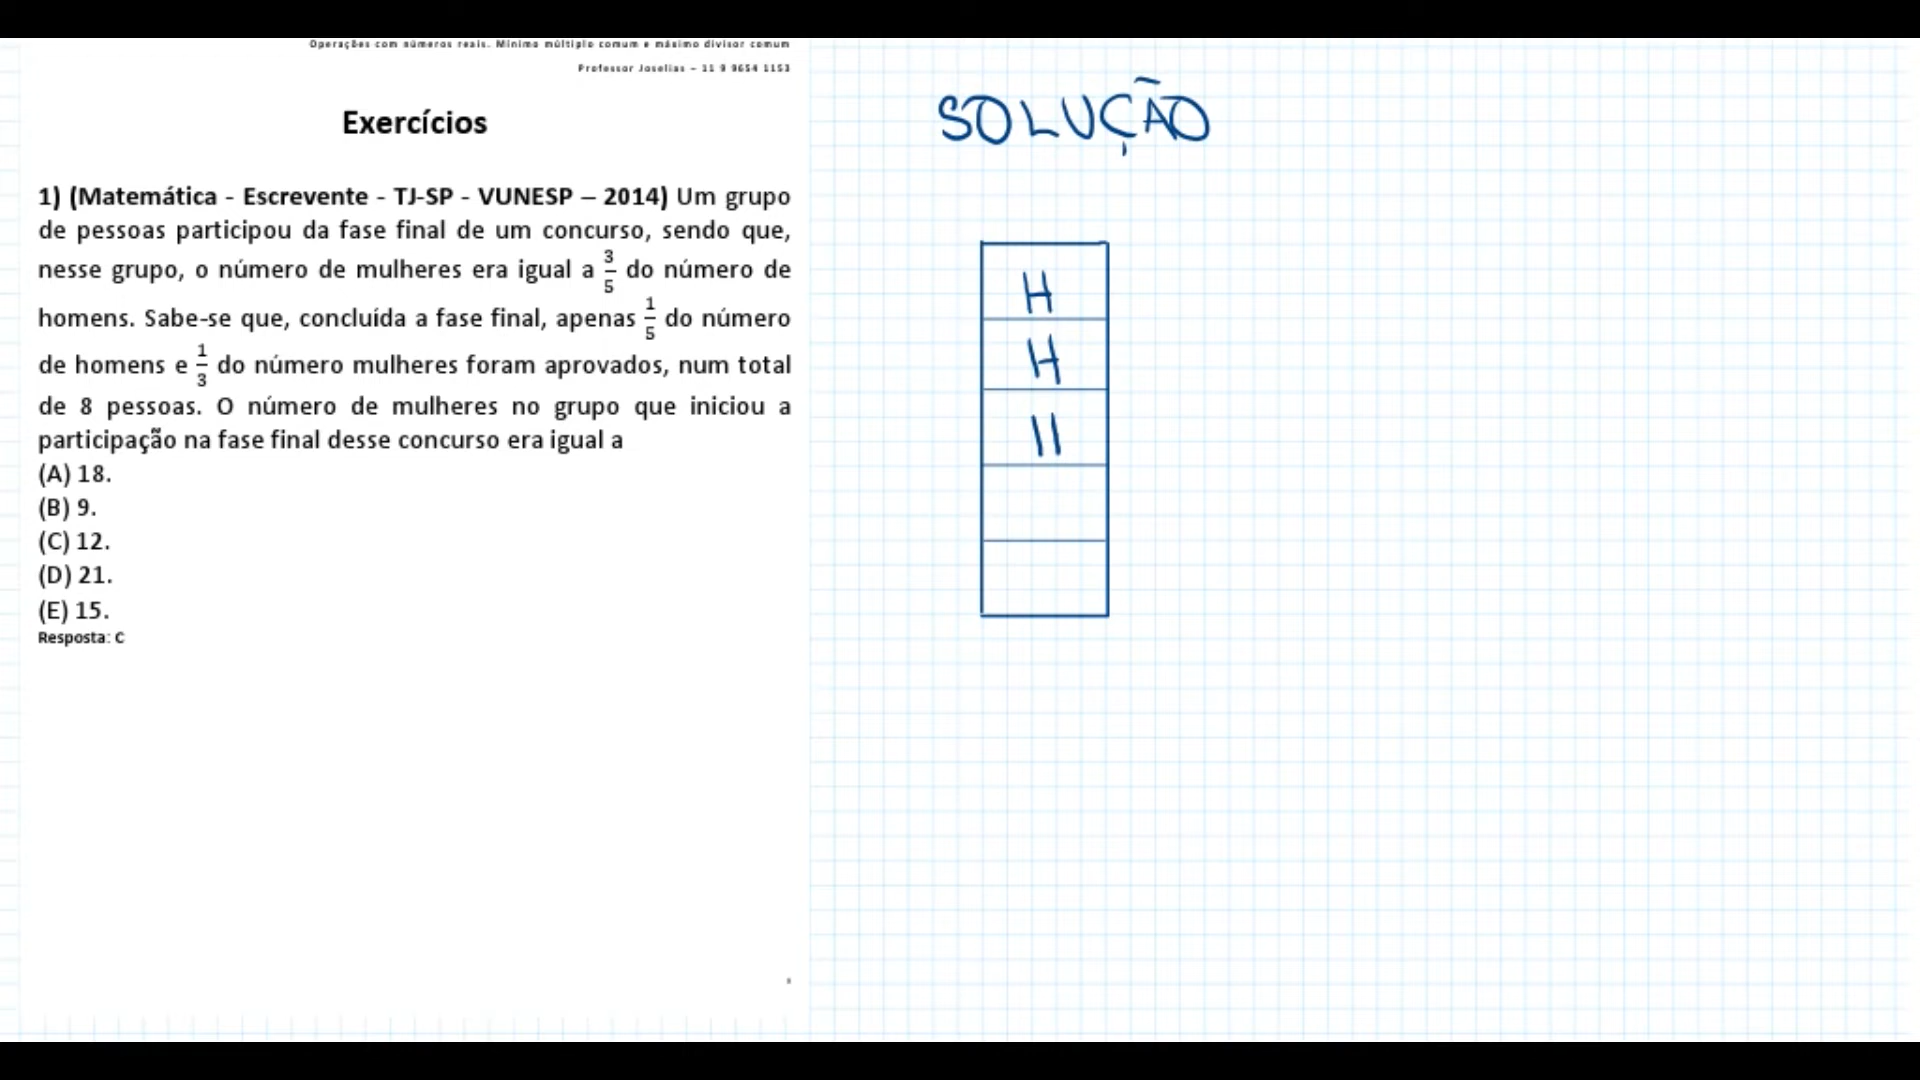 Operações com números reais. Mínimo múltiplo comum e máximo divisor comum
Professor Joselias – 11 9 9654 1153
Exercícios
1) (Matemática - Escrevente - TJ-SP - VUNESP – 2014) Um grupo
de pessoas participou da fase final de um concurso, sendo que,
nesse grupo, o número de mulheres era igual a 3/5 do número de
homens. Sabe-se que, concluída a fase final, apenas 1/5 do número
de homens e 1/3 do número mulheres foram aprovados, num total
de 8 pessoas. O número de mulheres no grupo que iniciou a
participação na fase final desse concurso era igual a
(A) 18.
(B) 9.
(C) 12.
(D) 21.
(E) 15.
Resposta: C
SOLUÇÃO
H
H